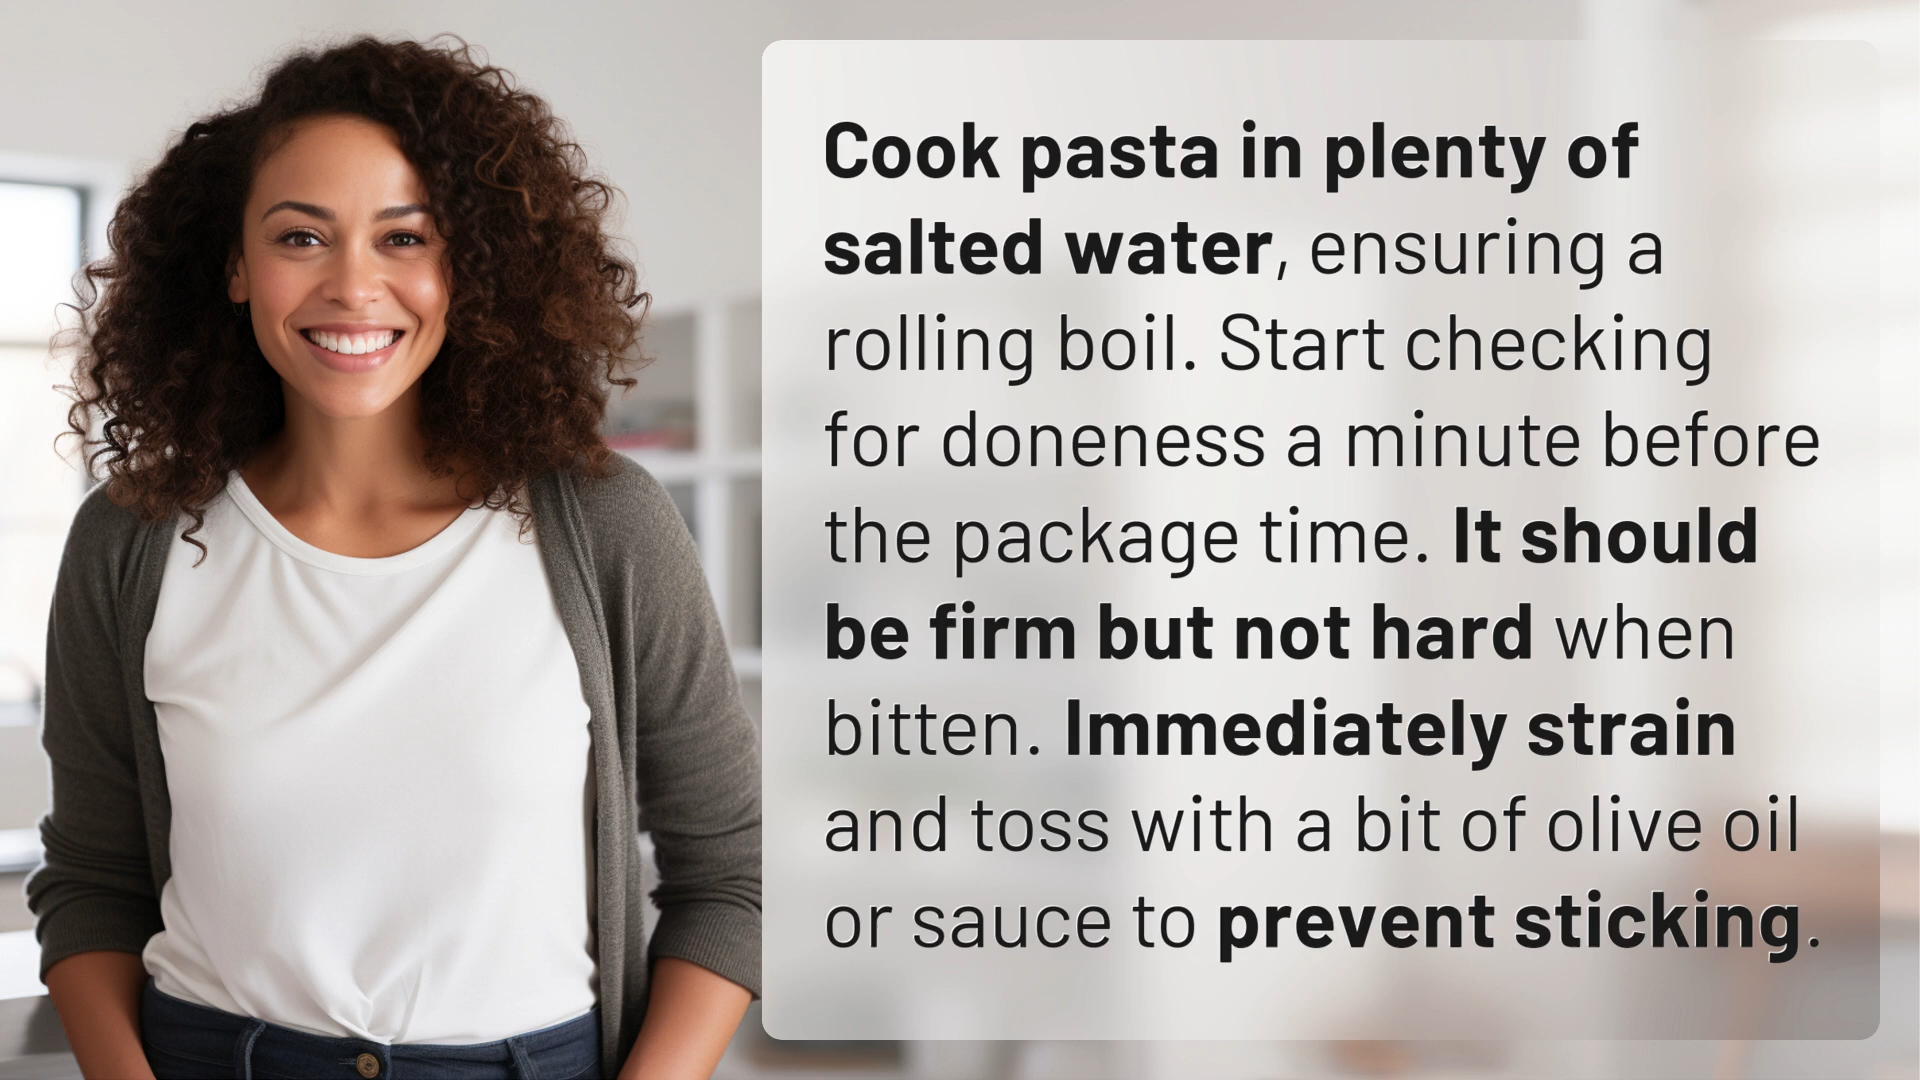 Cook pasta in plenty of
salted water, ensuring a
rolling boil. Start checking
for doneness a minute before
the package time. It should
be firm but not hard when
bitten. Immediately strain
and toss with a bit of olive oil
or sauce to prevent sticking.